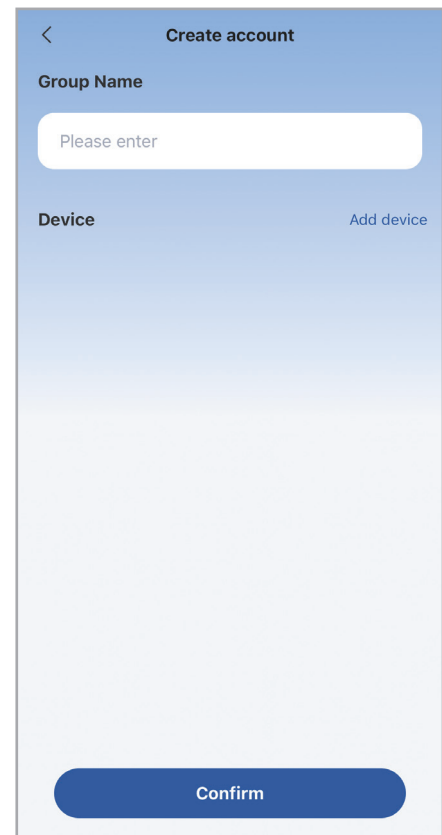 Create account
Group Name
Please enter
Device
Add device
Confirm